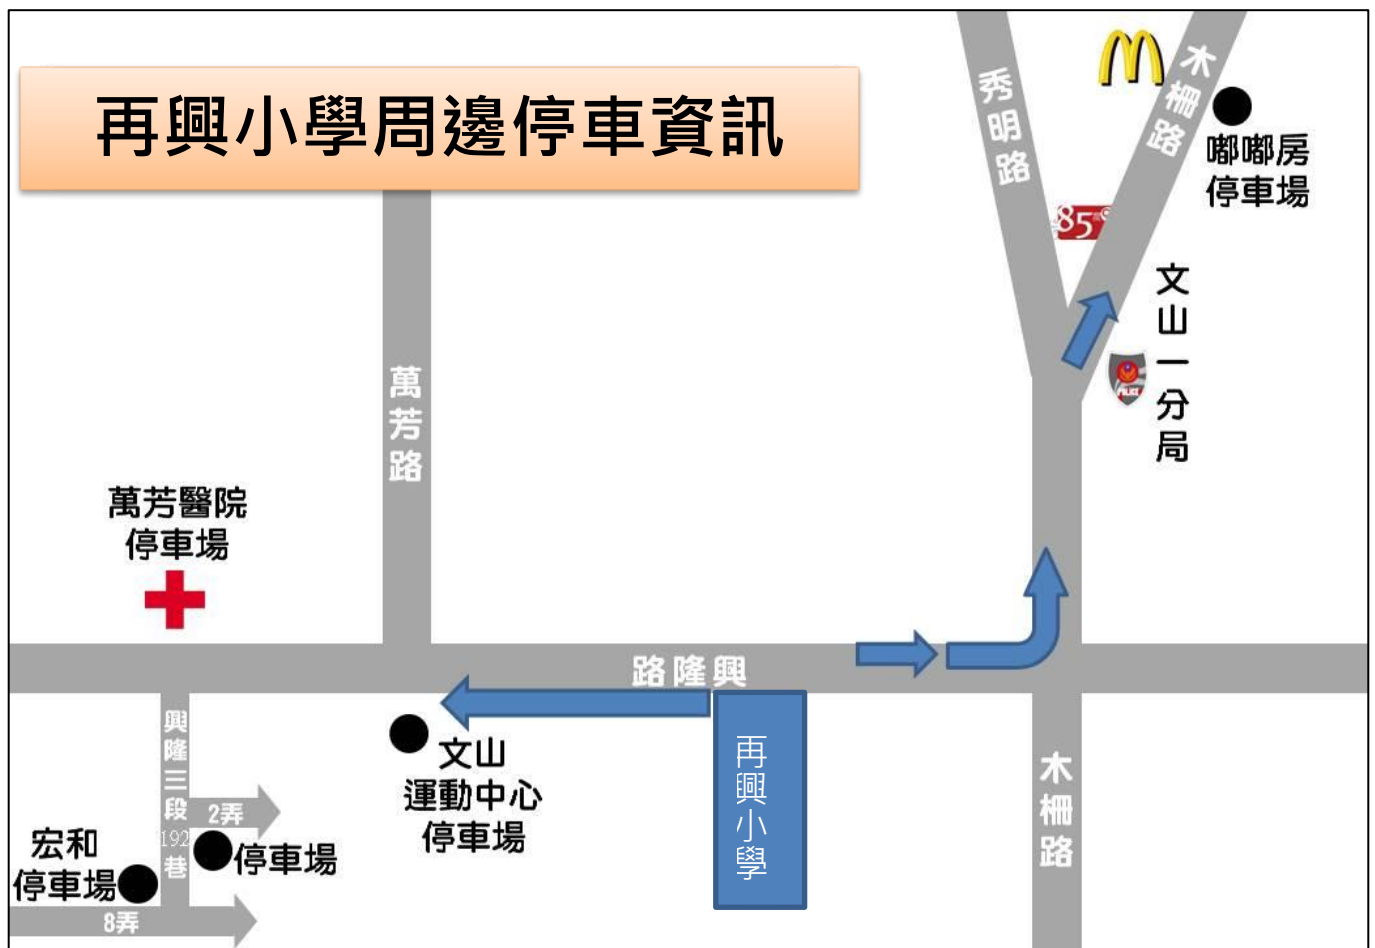 再興小學周邊停車資訊
秀明路
木柵路
嘟嘟房
停車場
85°
文山一分局
POLICE
萬芳路
萬芳醫院
停車場
路隆興
興隆三段192巷
2弄
停車場
宏和
停車場
8弄
文山
運動中心
停車場
再興小學
木柵路